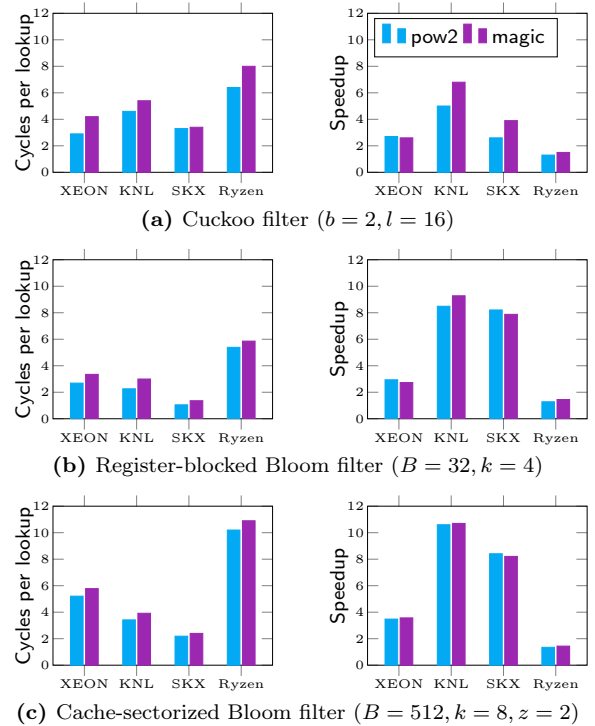 12
10
8
6
4
2
0
Cycles per lookup
XEON KNL SKX Ryzen
12
10
8
6
4
2
0
Speedup
pow2 magic
XEON KNL SKX Ryzen
(a) Cuckoo filter (b = 2, l = 16)
12
10
8
6
4
2
0
Cycles per lookup
XEON KNL SKX Ryzen
12
10
8
6
4
2
0
Speedup
XEON KNL SKX Ryzen
(b) Register-blocked Bloom filter (B = 32, k = 4)
12
10
8
6
4
2
0
Cycles per lookup
XEON KNL SKX Ryzen
12
10
8
6
4
2
0
Speedup
XEON KNL SKX Ryzen
(c) Cache-sectorized Bloom filter (B = 512, k = 8, z = 2)